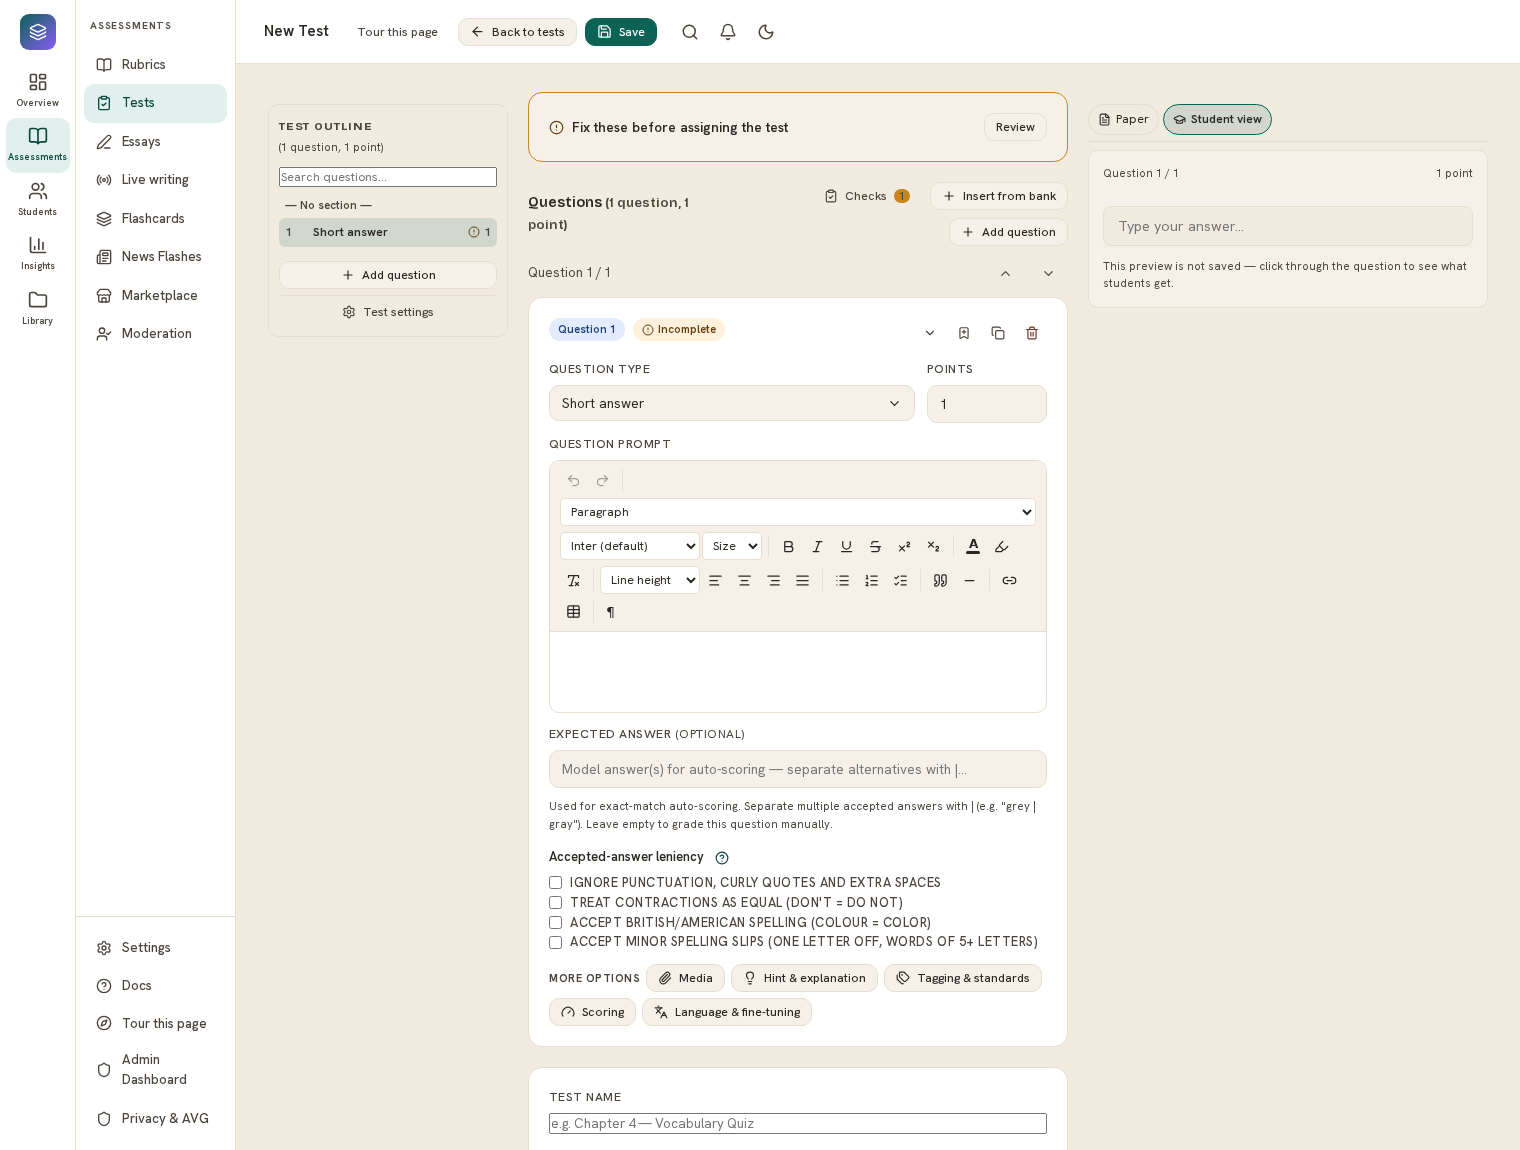 Overview
Assessments
Students
Insights
Library
ASSESSMENTS
Rubrics
Tests
Essays
Live writing
Flashcards
News Flashes
Marketplace
Moderation
Settings
Docs
Tour this page
Admin
Dashboard
Privacy & AVG
New Test
Tour this page
Back to tests
Save
TEST OUTLINE
(1 question, 1 point)
Search questions...
— No section —
1 Short answer 1
Add question
Test settings
Fix these before assigning the test
Review
Questions (1 question, 1
point)
Checks 1
Insert from bank
Add question
Question 1 / 1
Question 1
Incomplete
QUESTION TYPE
POINTS
Short answer
1
QUESTION PROMPT
Paragraph
Inter (default)
Size
Line height
EXPECTED ANSWER (OPTIONAL)
Model answer(s) for auto-scoring — separate alternatives with |...
Used for exact-match auto-scoring. Separate multiple accepted answers with | (e.g. "grey |
gray"). Leave empty to grade this question manually.
Accepted-answer leniency
IGNORE PUNCTUATION, CURLY QUOTES AND EXTRA SPACES
TREAT CONTRACTIONS AS EQUAL (DON'T = DO NOT)
ACCEPT BRITISH/AMERICAN SPELLING (COLOUR = COLOR)
ACCEPT MINOR SPELLING SLIPS (ONE LETTER OFF, WORDS OF 5+ LETTERS)
MORE OPTIONS
Media
Hint & explanation
Tagging & standards
Scoring
Language & fine-tuning
TEST NAME
e.g. Chapter 4 — Vocabulary Quiz
Paper
Student view
Question 1 / 1
1 point
Type your answer...
This preview is not saved — click through the question to see what
students get.